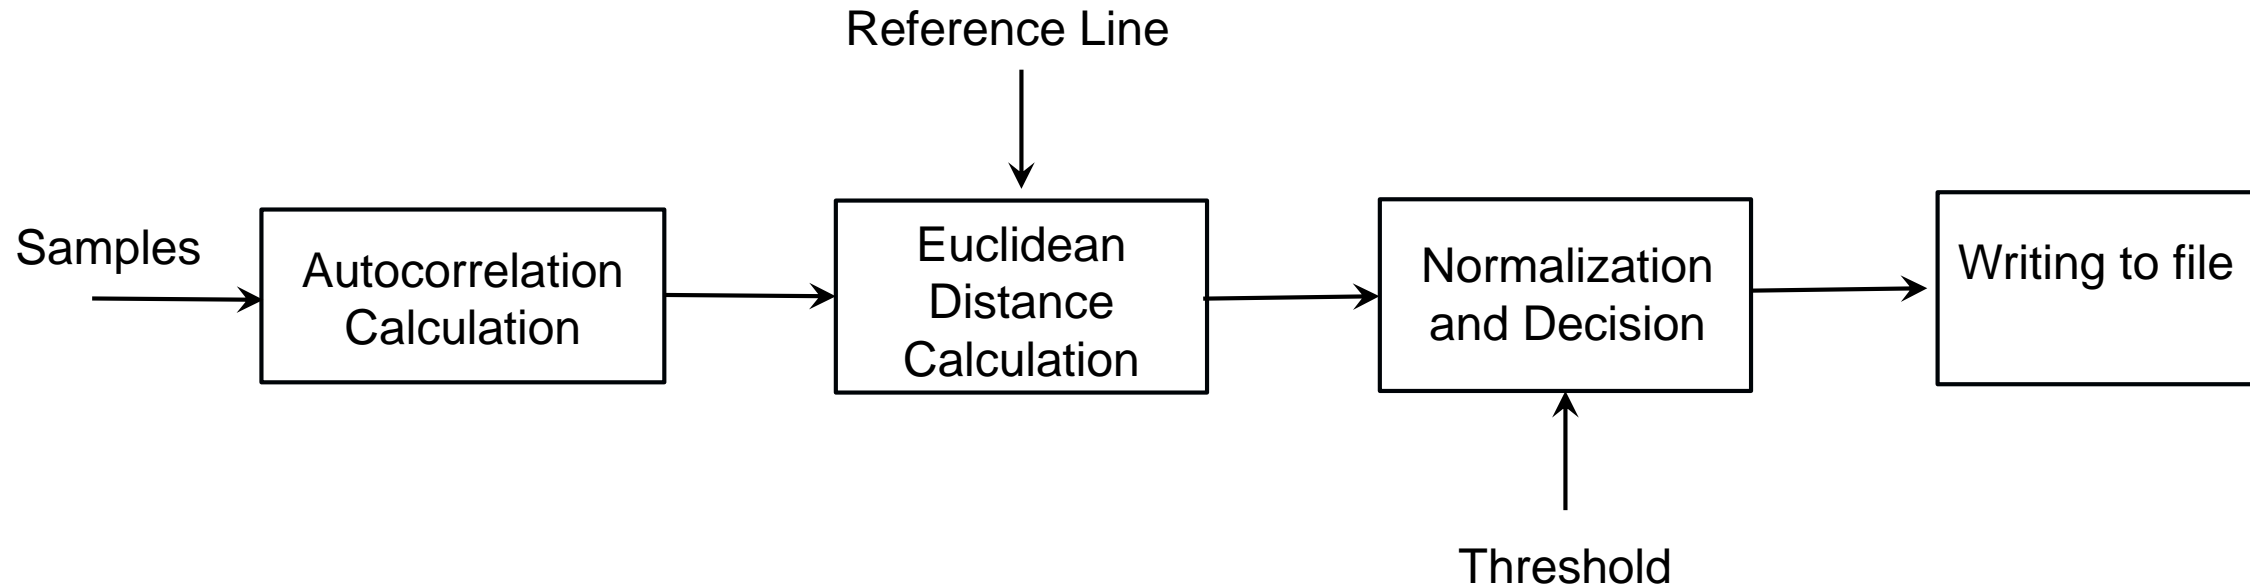 Reference Line
Samples
Autocorrelation
Calculation
Euclidean
Distance
Calculation
Normalization
and Decision
Writing to file
Threshold